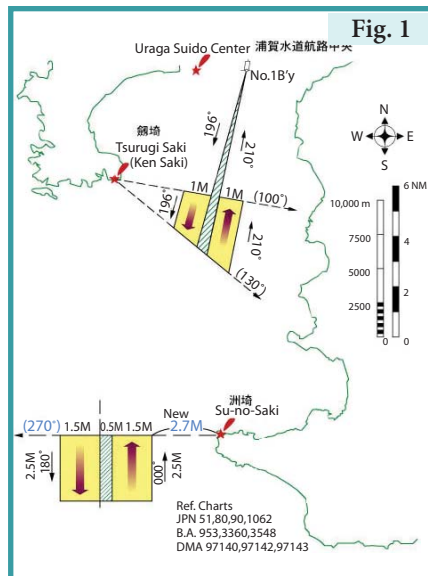 Fig. 1
Uraga Suido Center 浦賀水道航路中央
No.1B'y
196°
210°
N
W E
S
剱埼
Tsurugi Saki
(Ken Saki)
1M 1M (100°)
196°
210°
(130°)
10,000 m
7500
5000
2500
0
6 NM
4
2
0
洲埼
Su-no-Saki
New
(270°) 1.5M 0.5M 1.5M 2.7M
2.5M
180°
000°
2.5M
Ref. Charts
JPN 51,80,90,1062
B.A. 953,3360,3548
DMA 97140,97142,97143